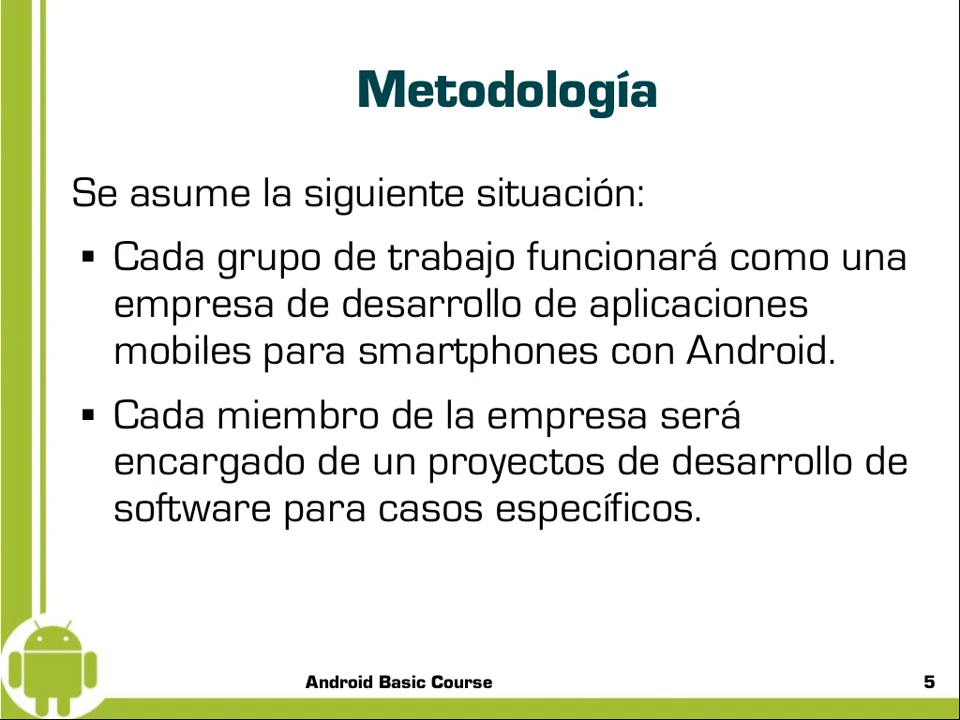 Metodología
Se asume la siguiente situación:
▪ Cada grupo de trabajo funcionará como una
empresa de desarrollo de aplicaciones
mobiles para smartphones con Android.
▪ Cada miembro de la empresa será
encargado de un proyectos de desarrollo de
software para casos específicos.
Android Basic Course
5